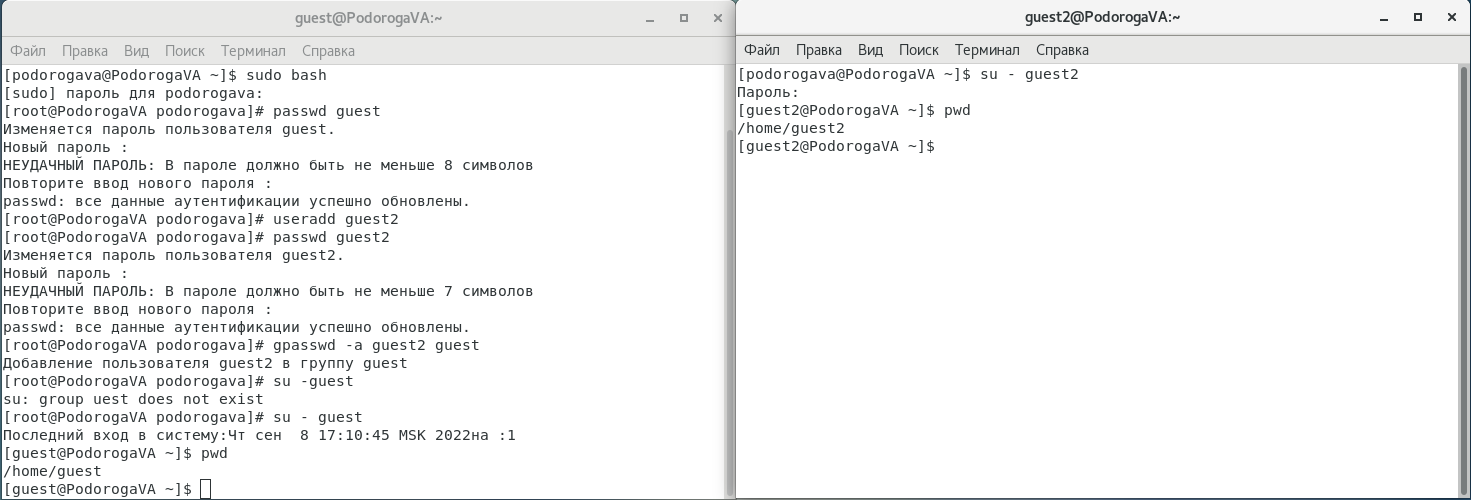 guest@PodorogaVA:~
Файл Правка Вид Поиск Терминал Справка
[podorogava@PodorogaVA ~]$ sudo bash
[sudo] пароль для podorogava:
[root@PodorogaVA podorogava]# passwd guest
Изменяется пароль пользователя guest.
Новый пароль :
НЕУДАЧНЫЙ ПАРОЛЬ: В пароле должно быть не меньше 8 символов
Повторите ввод нового пароля :
passwd: все данные аутентификации успешно обновлены.
[root@PodorogaVA podorogava]# useradd guest2
[root@PodorogaVA podorogava]# passwd guest2
Изменяется пароль пользователя guest2.
Новый пароль :
НЕУДАЧНЫЙ ПАРОЛЬ: В пароле должно быть не меньше 7 символов
Повторите ввод нового пароля :
passwd: все данные аутентификации успешно обновлены.
[root@PodorogaVA podorogava]# gpasswd -a guest2 guest
Добавление пользователя guest2 в группу guest
[root@PodorogaVA podorogava]# su -guest
su: group uest does not exist
[root@PodorogaVA podorogava]# su - guest
Последний вход в систему:Чт сен  8 17:10:45 MSK 2022на :1
[guest@PodorogaVA ~]$ pwd
/home/guest
[guest@PodorogaVA ~]$
guest2@PodorogaVA:~
Файл Правка Вид Поиск Терминал Справка
[podorogava@PodorogaVA ~]$ su - guest2
Пароль:
[guest2@PodorogaVA ~]$ pwd
/home/guest2
[guest2@PodorogaVA ~]$